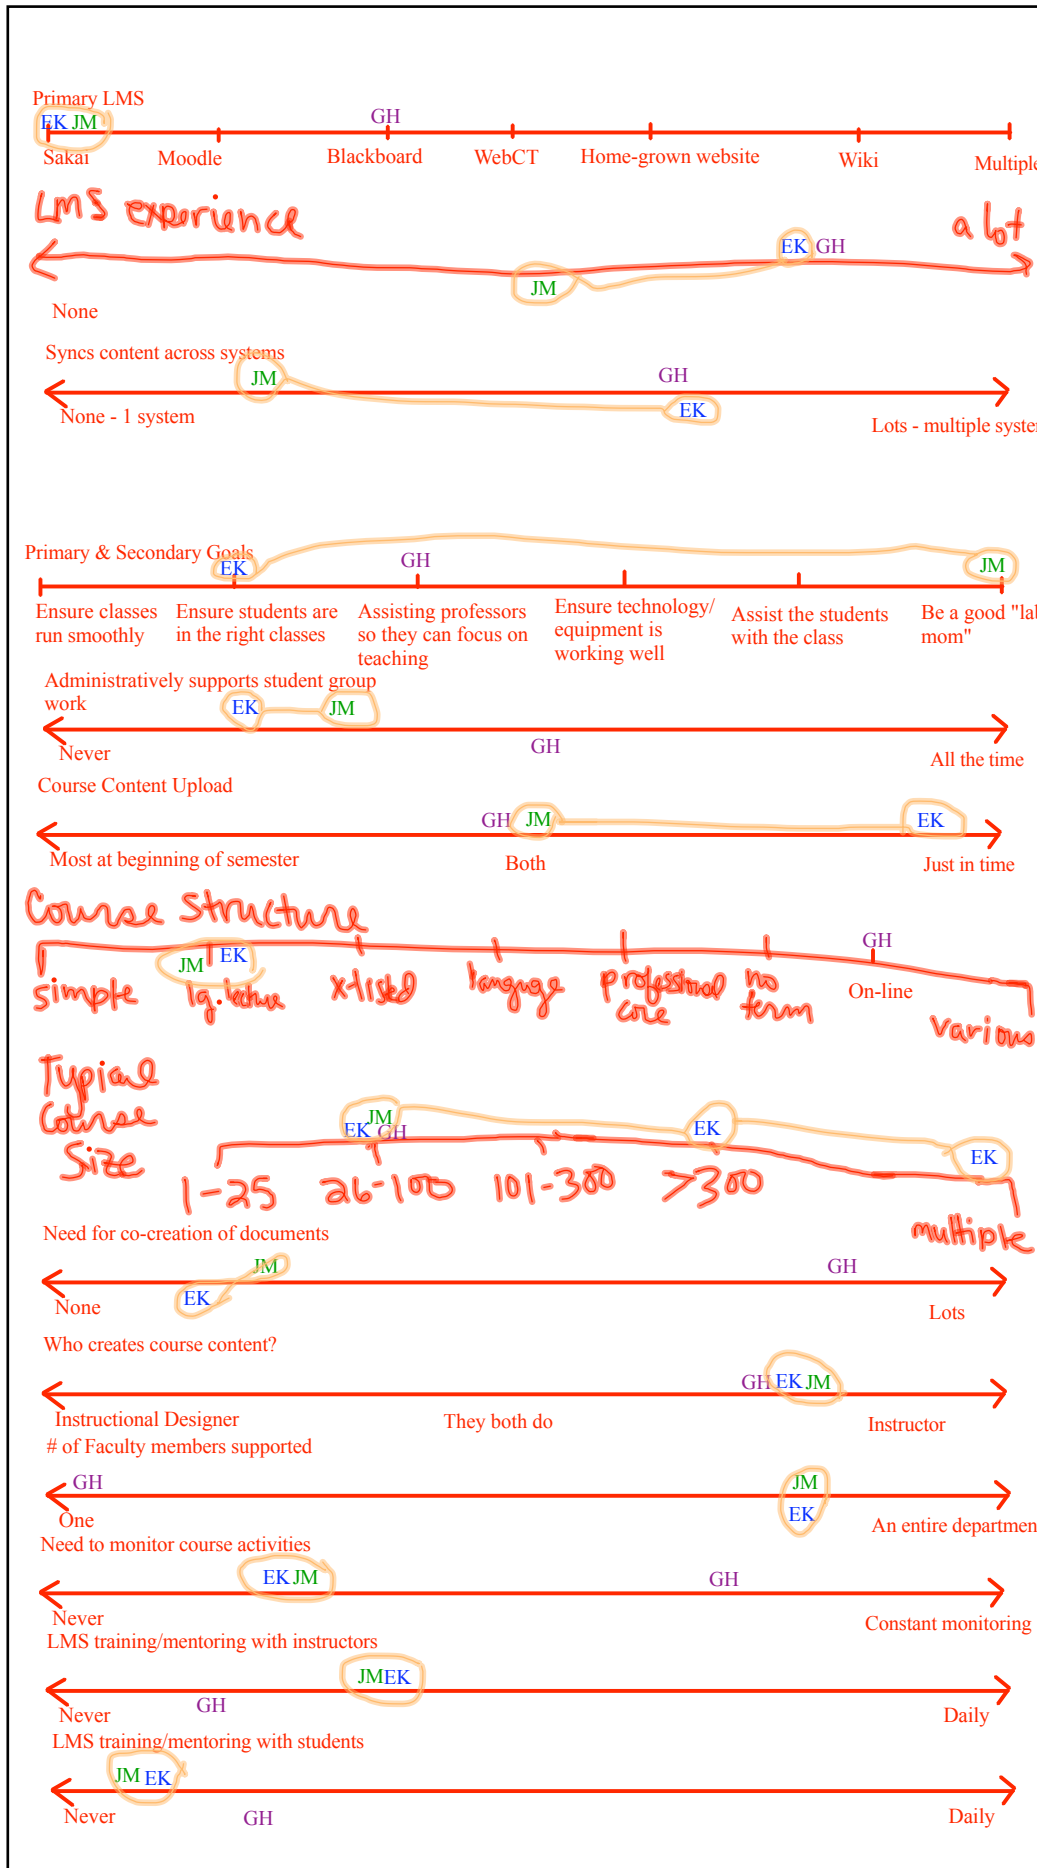 Primary LMS
EK JM GH
Sakai Moodle Blackboard WebCT Home-grown website Wiki Multiple
LMS experience a lot
EK GH
JM
None
Syncs content across systems
JM GH
EK
None - 1 system Lots - multiple system
Primary & Secondary Goals
EK GH JM
Ensure classes Ensure students are Assisting professors Ensure technology/ Assist the students Be a good "lab
run smoothly in the right classes so they can focus on equipment is with the class mom"
teaching working well
Administratively supports student group
work
EK JM
GH
Never All the time
Course Content Upload
GH JM EK
Most at beginning of semester Both Just in time
Course Structure
JM EK GH
simple lg. lecture x-listed language professional no On-line various
core term
Typical
Course
Size
JM
EK GH EK EK
1-25 26-100 101-300 >300 multiple
Need for co-creation of documents
JM GH
EK
None Lots
Who creates course content?
GH EK JM
Instructional Designer They both do Instructor
# of Faculty members supported
GH JM
EK
One An entire departmen
Need to monitor course activities
EK JM GH
Never Constant monitoring
LMS training/mentoring with instructors
JM EK
GH
Never Daily
LMS training/mentoring with students
JM EK
GH
Never Daily